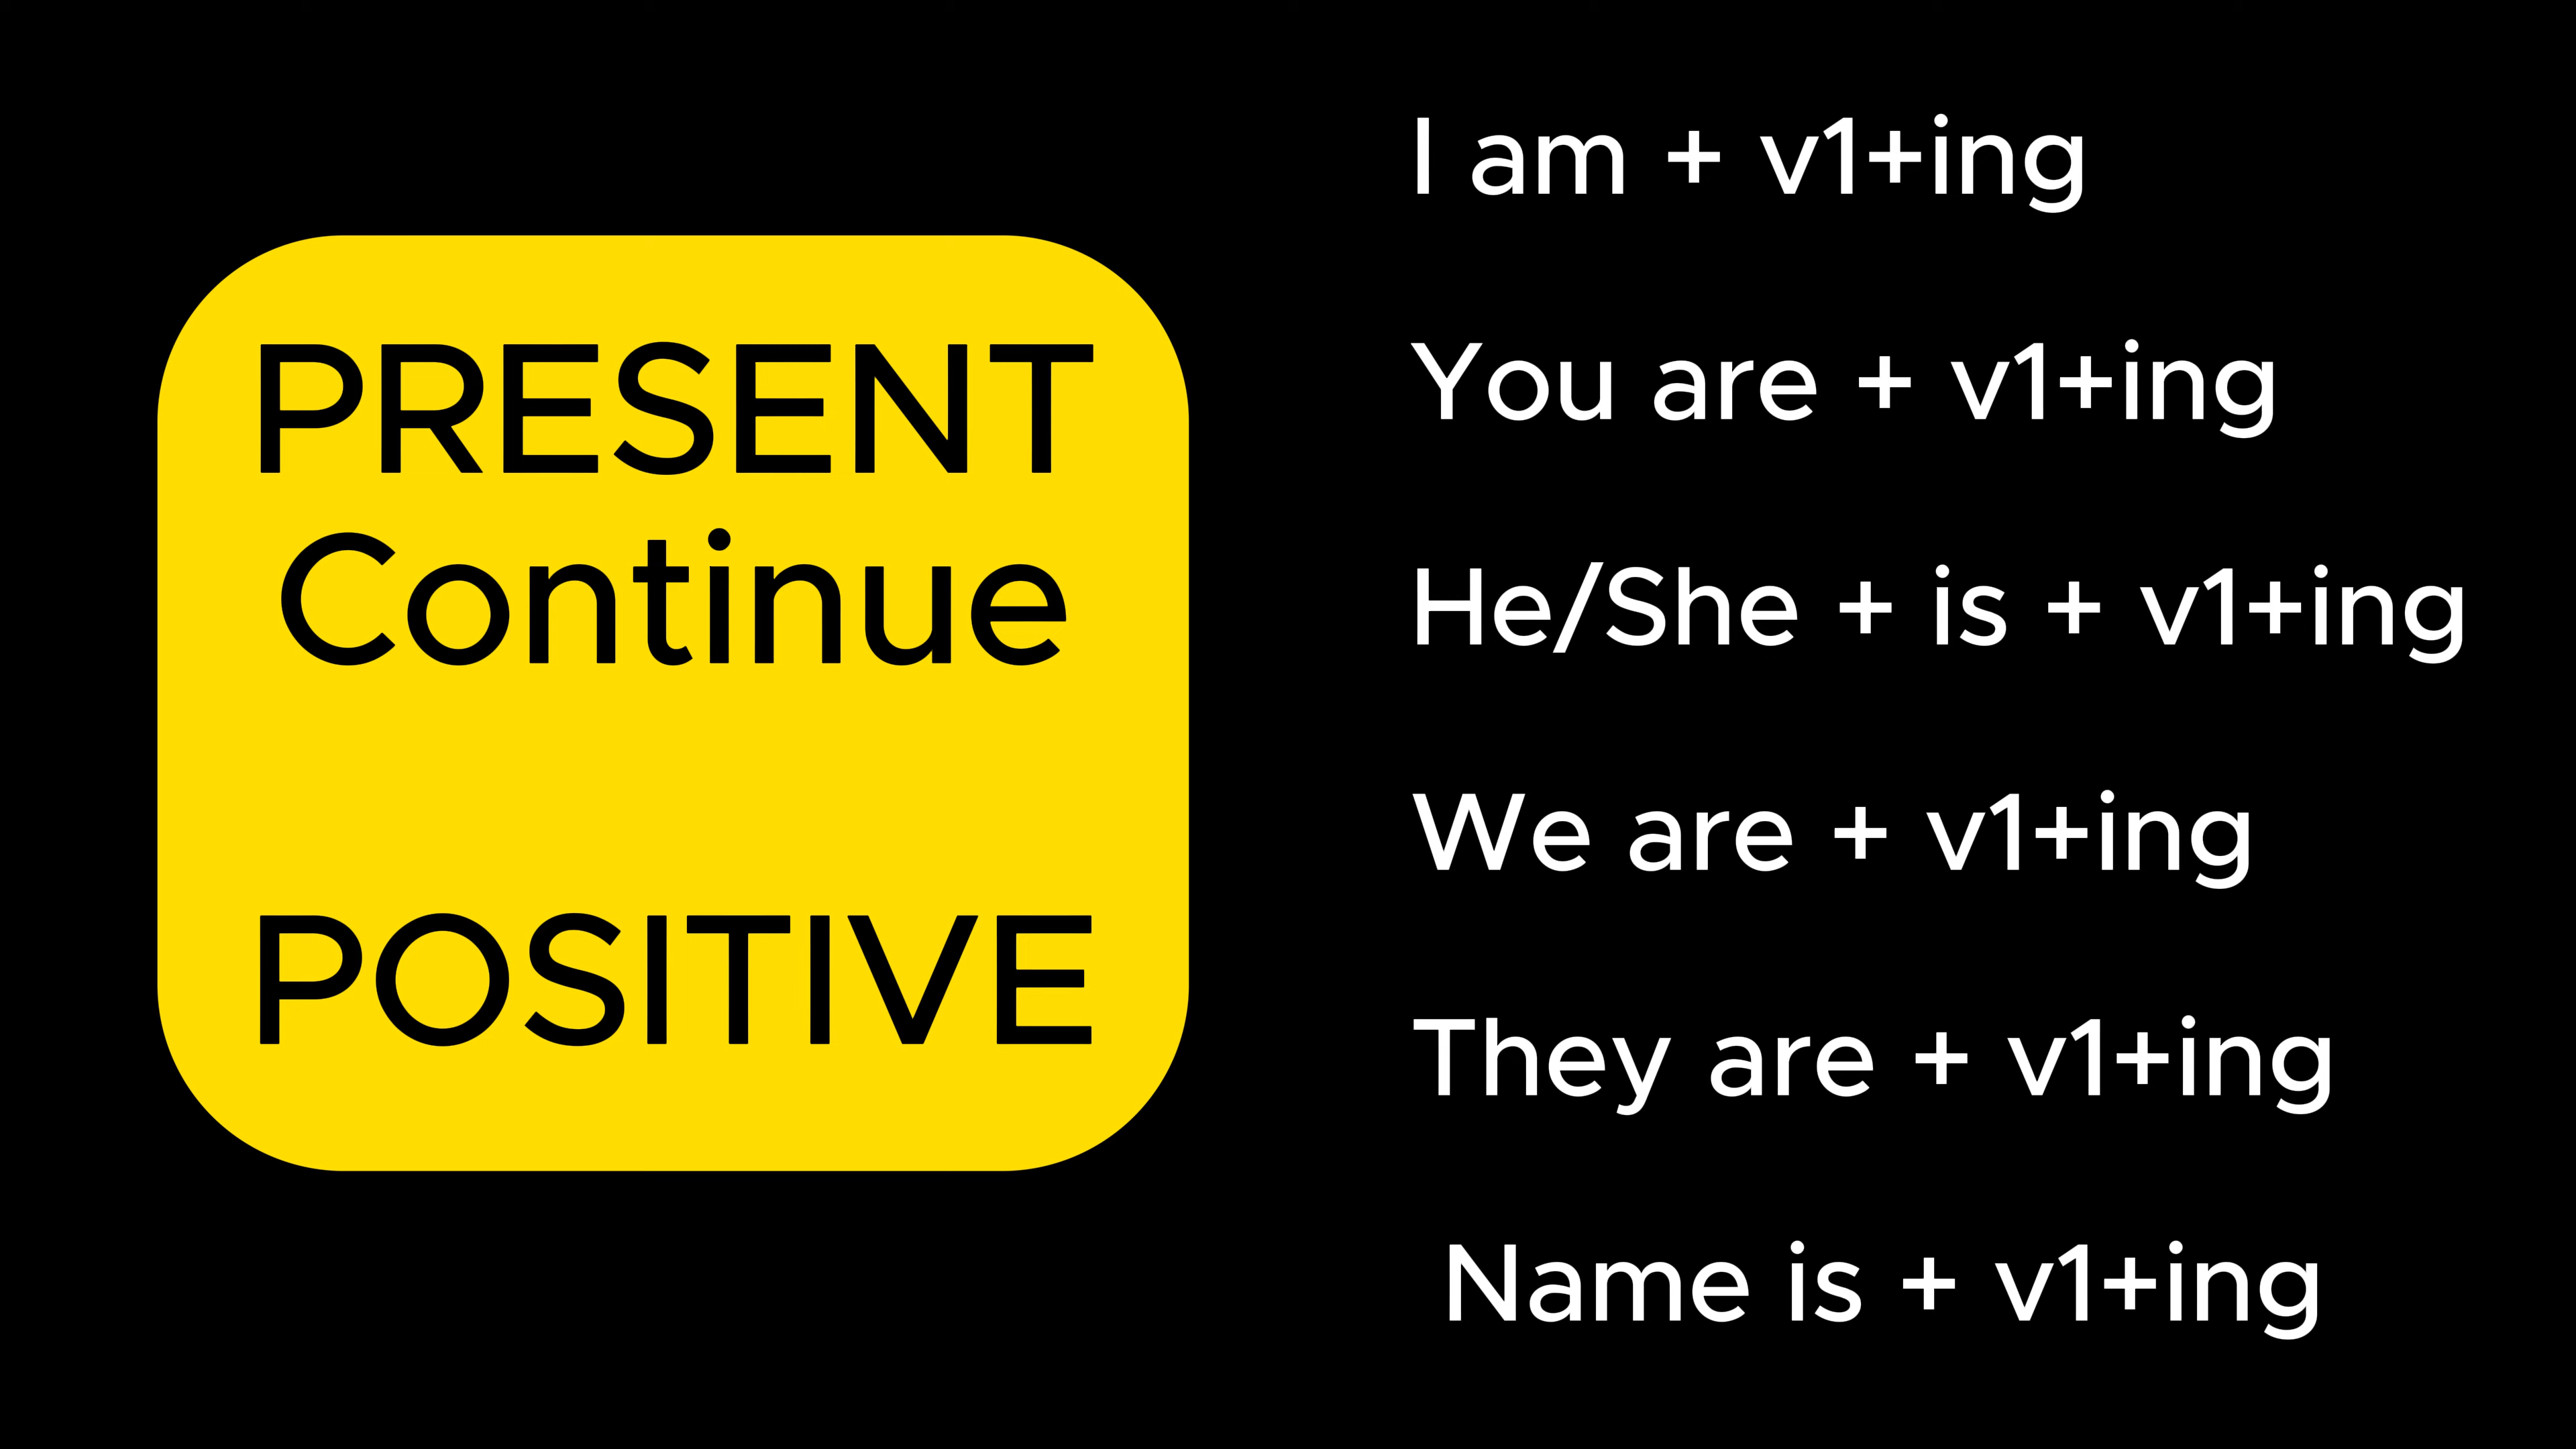 PRESENT
Continue
POSITIVE
I am + v1+ing
You are + v1+ing
He/She + is + v1+ing
We are + v1+ing
They are + v1+ing
Name is + v1+ing